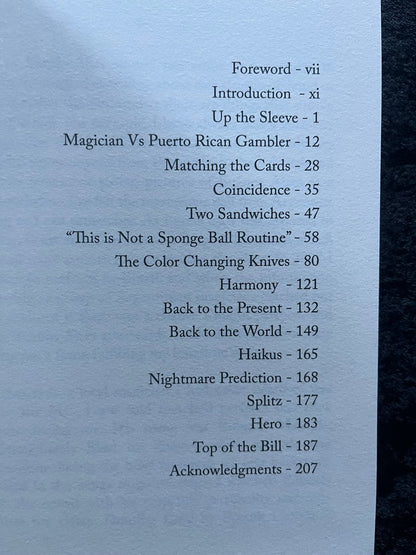 Foreword - vii
Introduction - xi
Up the Sleeve - 1
Magician Vs Puerto Rican Gambler - 12
Matching the Cards - 28
Coincidence - 35
Two Sandwiches - 47
“This is Not a Sponge Ball Routine” - 58
The Color Changing Knives - 80
Harmony - 121
Back to the Present - 132
Back to the World - 149
Haikus - 165
Nightmare Prediction - 168
Splitz - 177
Hero - 183
Top of the Bill - 187
Acknowledgments - 207